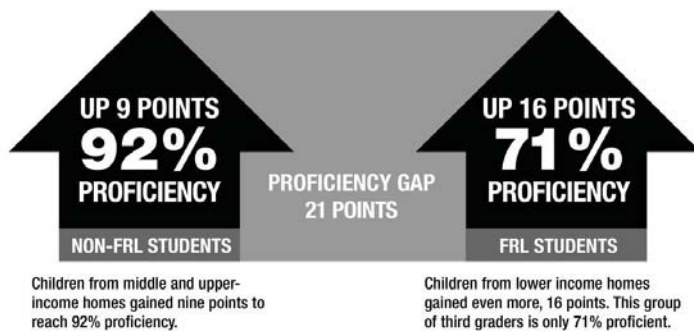 UP 9 POINTS
92%
PROFICIENCY
NON-FRL STUDENTS
PROFICIENCY GAP
21 POINTS
UP 16 POINTS
71%
PROFICIENCY
FRL STUDENTS
Children from middle and upper-
income homes gained nine points to
reach 92% proficiency.
Children from lower income homes
gained even more, 16 points. This group
of third graders is only 71% proficient.